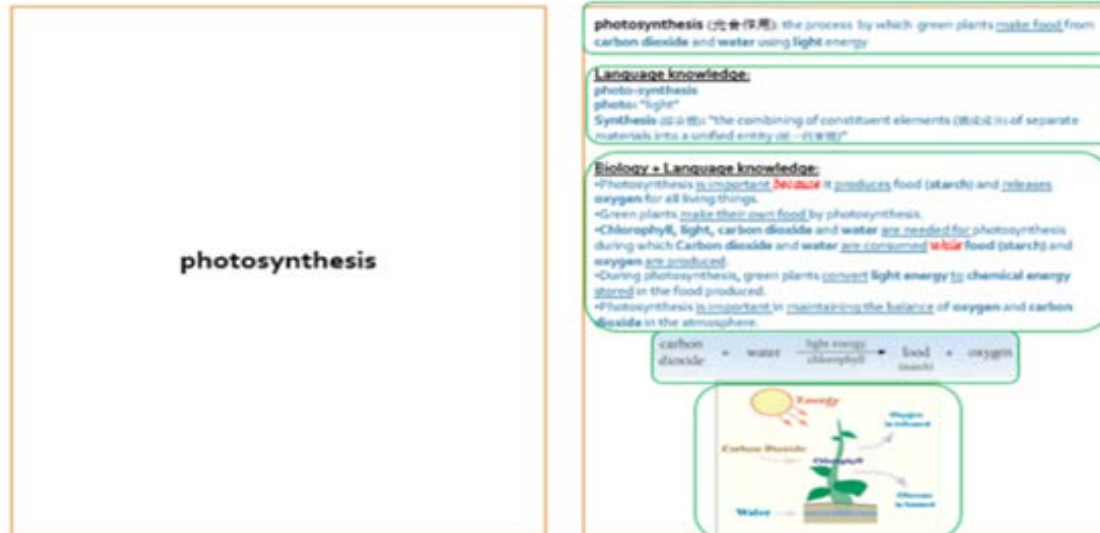 photosynthesis
photosynthesis (光合作用): the process by which green plants make food from
carbon dioxide and water using light energy
Language knowledge:
photo-synthesis
photo: "light"
Synthesis "the combining of constituent elements of separate
materials into a unified entity
Biology + Language knowledge:
•Photosynthesis is important because it produces food (starch) and releases
oxygen for all living things.
•Green plants make their own food by photosynthesis.
•Chlorophyll, light, carbon dioxide and water are needed for photosynthesis
during which Carbon dioxide and water are consumed while food (starch) and
oxygen are produced.
•During photosynthesis, green plants convert light energy to chemical energy
stored in the food produced.
•Photosynthesis is important in maintaining the balance of oxygen and carbon
dioxide in the atmosphere.
light energy
carbon dioxide + water chlorophyll food (starch) + oxygen
Energy
Oxygen
is released
Carbon Dioxide
Chlorophyll
Glucose
is formed
Water